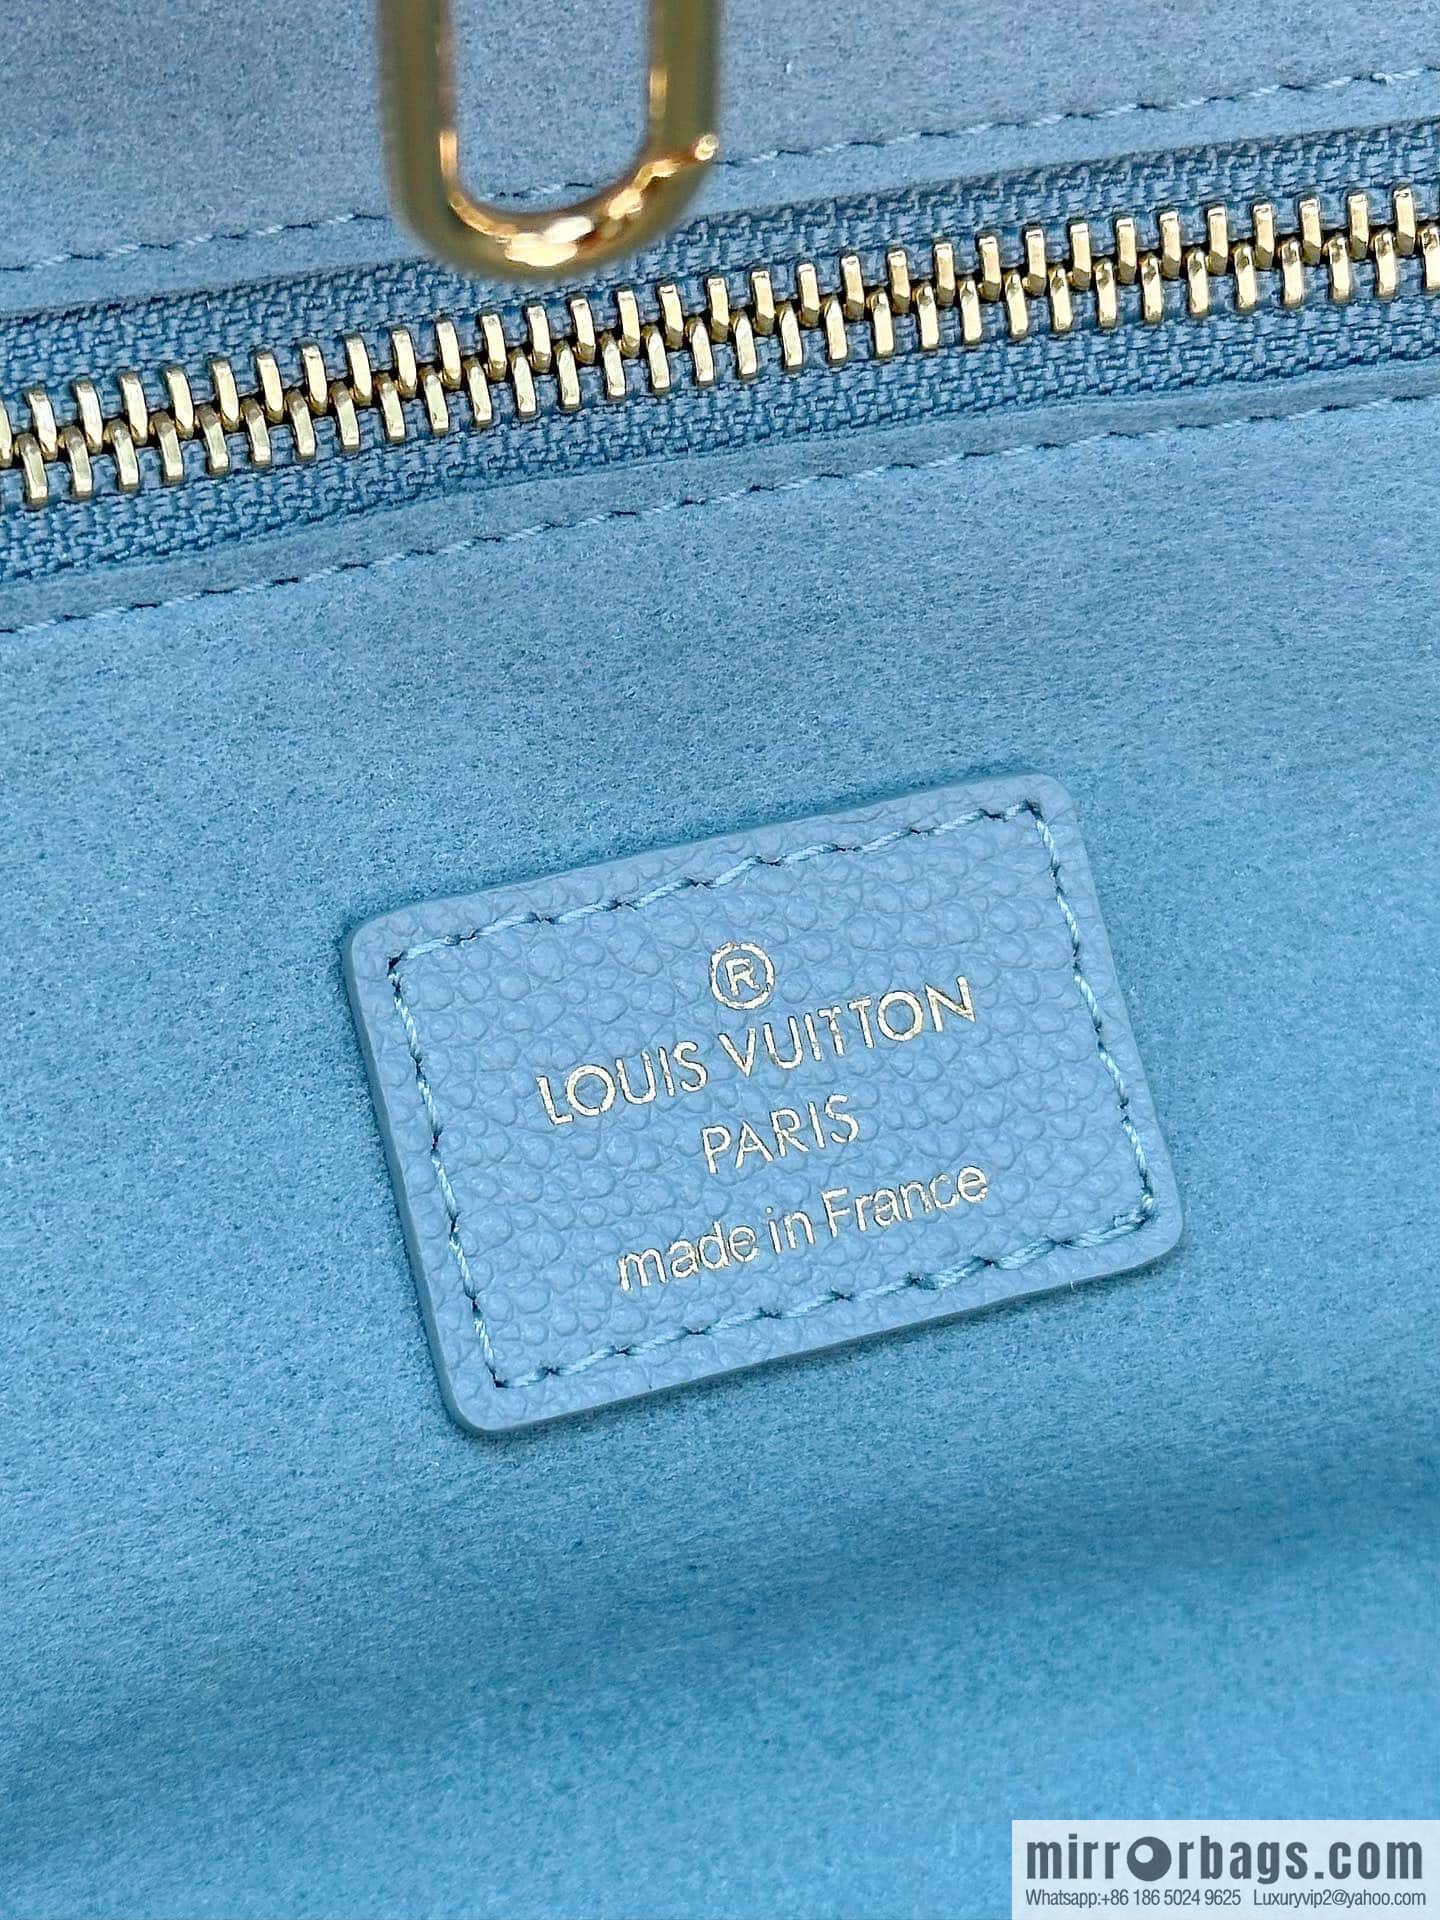 ®
LOUIS VUITTON
PARIS
made in France
mirrorbags.com
Whatsapp:+86 186 5024 9625 Luxuryvip2@yahoo.com